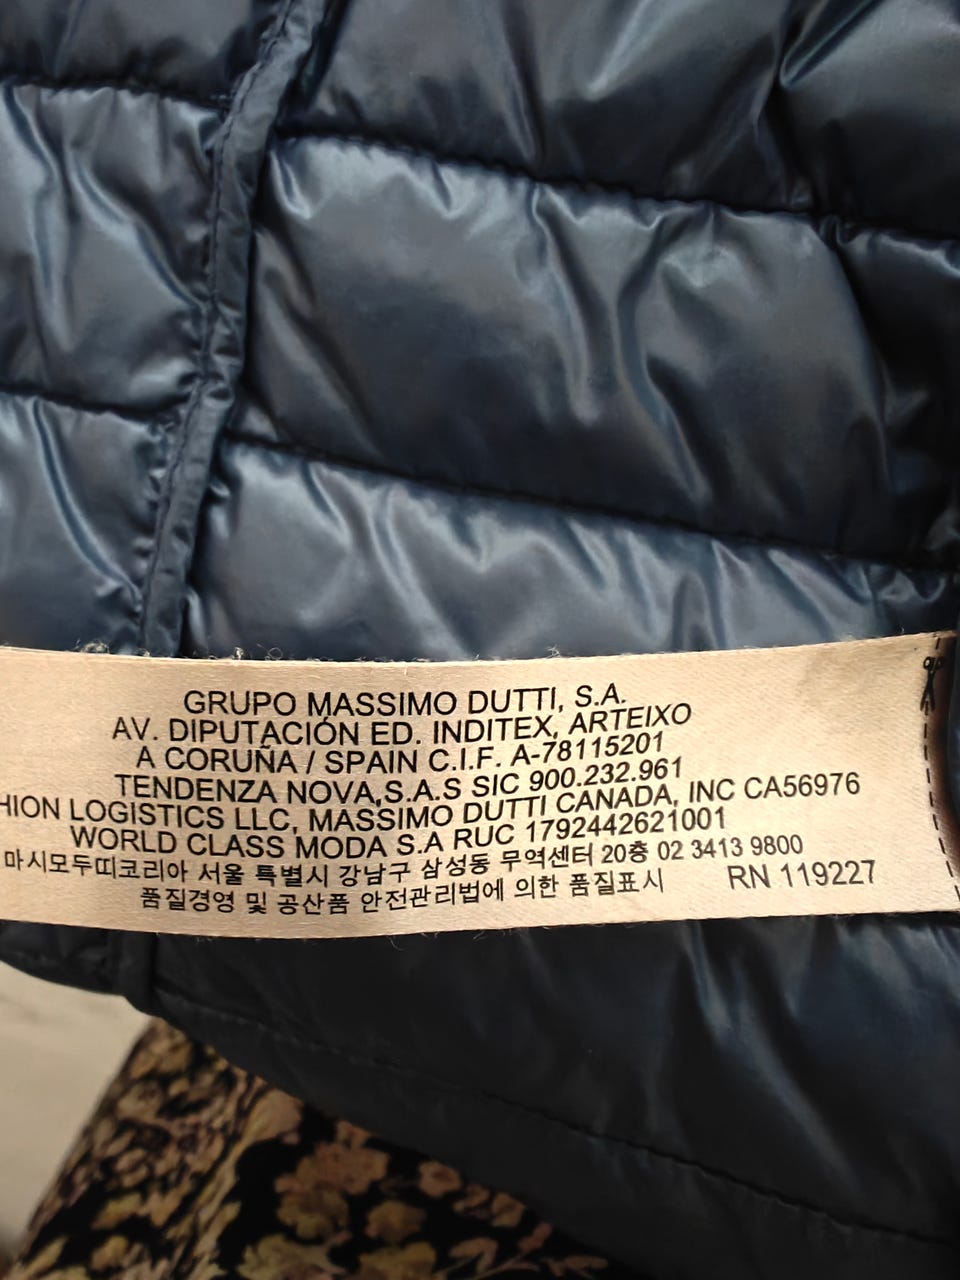 GRUPO MASSIMO DUTTI, S.A.
AV. DIPUTACIÓN ED. INDITEX, ARTEIXO
A CORUÑA / SPAIN C.I.F. A-78115201
TENDENZA NOVA,S.A.S SIC 900.232.961
HION LOGISTICS LLC, MASSIMO DUTTI CANADA, INC CA56976
WORLD CLASS MODA S.A RUC 1792442621001
마시모두띠코리아 서울 특별시 강남구 삼성동 무역센터 20층 02 3413 9800
품질경영 및 공산품 안전관리법에 의한 품질표시 RN 119227